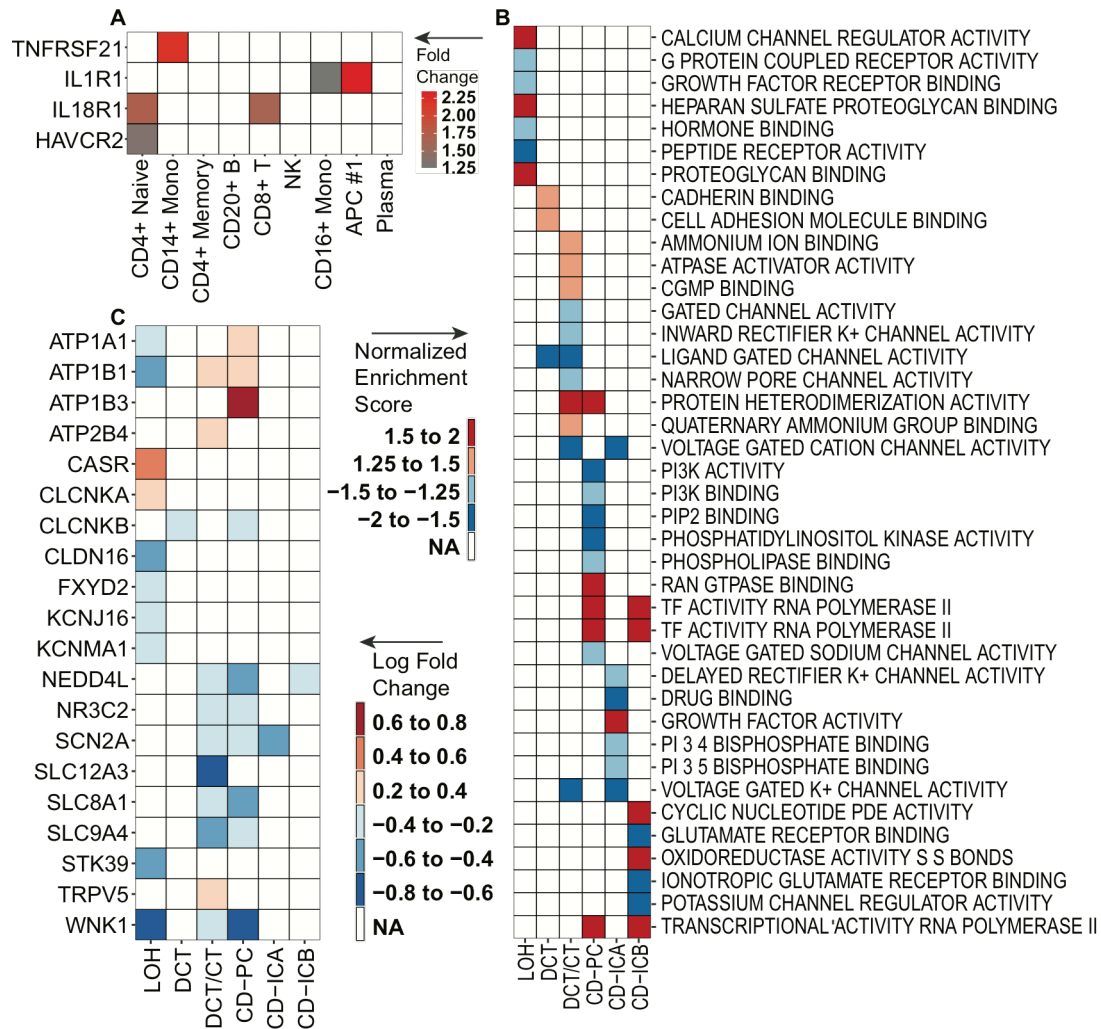 A
TNFRSF21
IL1R1
IL18R1
HAVCR2
CD4+ Naive
CD14+ Mono
CD4+ Memory
CD20+ B
CD8+ T
NK
CD16+ Mono
APC #1
Plasma
Fold
Change
2.25
2.00
1.75
1.50
1.25
B
CALCIUM CHANNEL REGULATOR ACTIVITY
G PROTEIN COUPLED RECEPTOR ACTIVITY
GROWTH FACTOR RECEPTOR BINDING
HEPARAN SULFATE PROTEOGLYCAN BINDING
HORMONE BINDING
PEPTIDE RECEPTOR ACTIVITY
PROTEOGLYCAN BINDING
CADHERIN BINDING
CELL ADHESION MOLECULE BINDING
AMMONIUM ION BINDING
ATPASE ACTIVATOR ACTIVITY
CGMP BINDING
GATED CHANNEL ACTIVITY
INWARD RECTIFIER K+ CHANNEL ACTIVITY
LIGAND GATED CHANNEL ACTIVITY
NARROW PORE CHANNEL ACTIVITY
PROTEIN HETERODIMERIZATION ACTIVITY
QUATERNARY AMMONIUM GROUP BINDING
VOLTAGE GATED CATION CHANNEL ACTIVITY
PI3K ACTIVITY
PI3K BINDING
PIP2 BINDING
PHOSPHATIDYLINOSITOL KINASE ACTIVITY
PHOSPHOLIPASE BINDING
RAN GTPASE BINDING
TF ACTIVITY RNA POLYMERASE II
TF ACTIVITY RNA POLYMERASE II
VOLTAGE GATED SODIUM CHANNEL ACTIVITY
DELAYED RECTIFIER K+ CHANNEL ACTIVITY
DRUG BINDING
GROWTH FACTOR ACTIVITY
PI 3 4 BISPHOSPHATE BINDING
PI 3 5 BISPHOSPHATE BINDING
VOLTAGE GATED K+ CHANNEL ACTIVITY
CYCLIC NUCLEOTIDE PDE ACTIVITY
GLUTAMATE RECEPTOR BINDING
OXIDOREDUCTASE ACTIVITY S S BONDS
IONOTROPIC GLUTAMATE RECEPTOR BINDING
POTASSIUM CHANNEL REGULATOR ACTIVITY
TRANSCRIPTIONAL'ACTIVITY RNA POLYMERASE II
LOH
DCT
DCT/CT
CD−PC
CD−ICA
CD−ICB
Normalized
Enrichment
Score
1.5 to 2
1.25 to 1.5
−1.5 to −1.25
−2 to −1.5
NA
C
ATP1A1
ATP1B1
ATP1B3
ATP2B4
CASR
CLCNKA
CLCNKB
CLDN16
FXYD2
KCNJ16
KCNMA1
NEDD4L
NR3C2
SCN2A
SLC12A3
SLC8A1
SLC9A4
STK39
TRPV5
WNK1
LOH
DCT
DCT/CT
CD−PC
CD−ICA
CD−ICB
Log Fold
Change
0.6 to 0.8
0.4 to 0.6
0.2 to 0.4
−0.4 to −0.2
−0.6 to −0.4
−0.8 to −0.6
NA